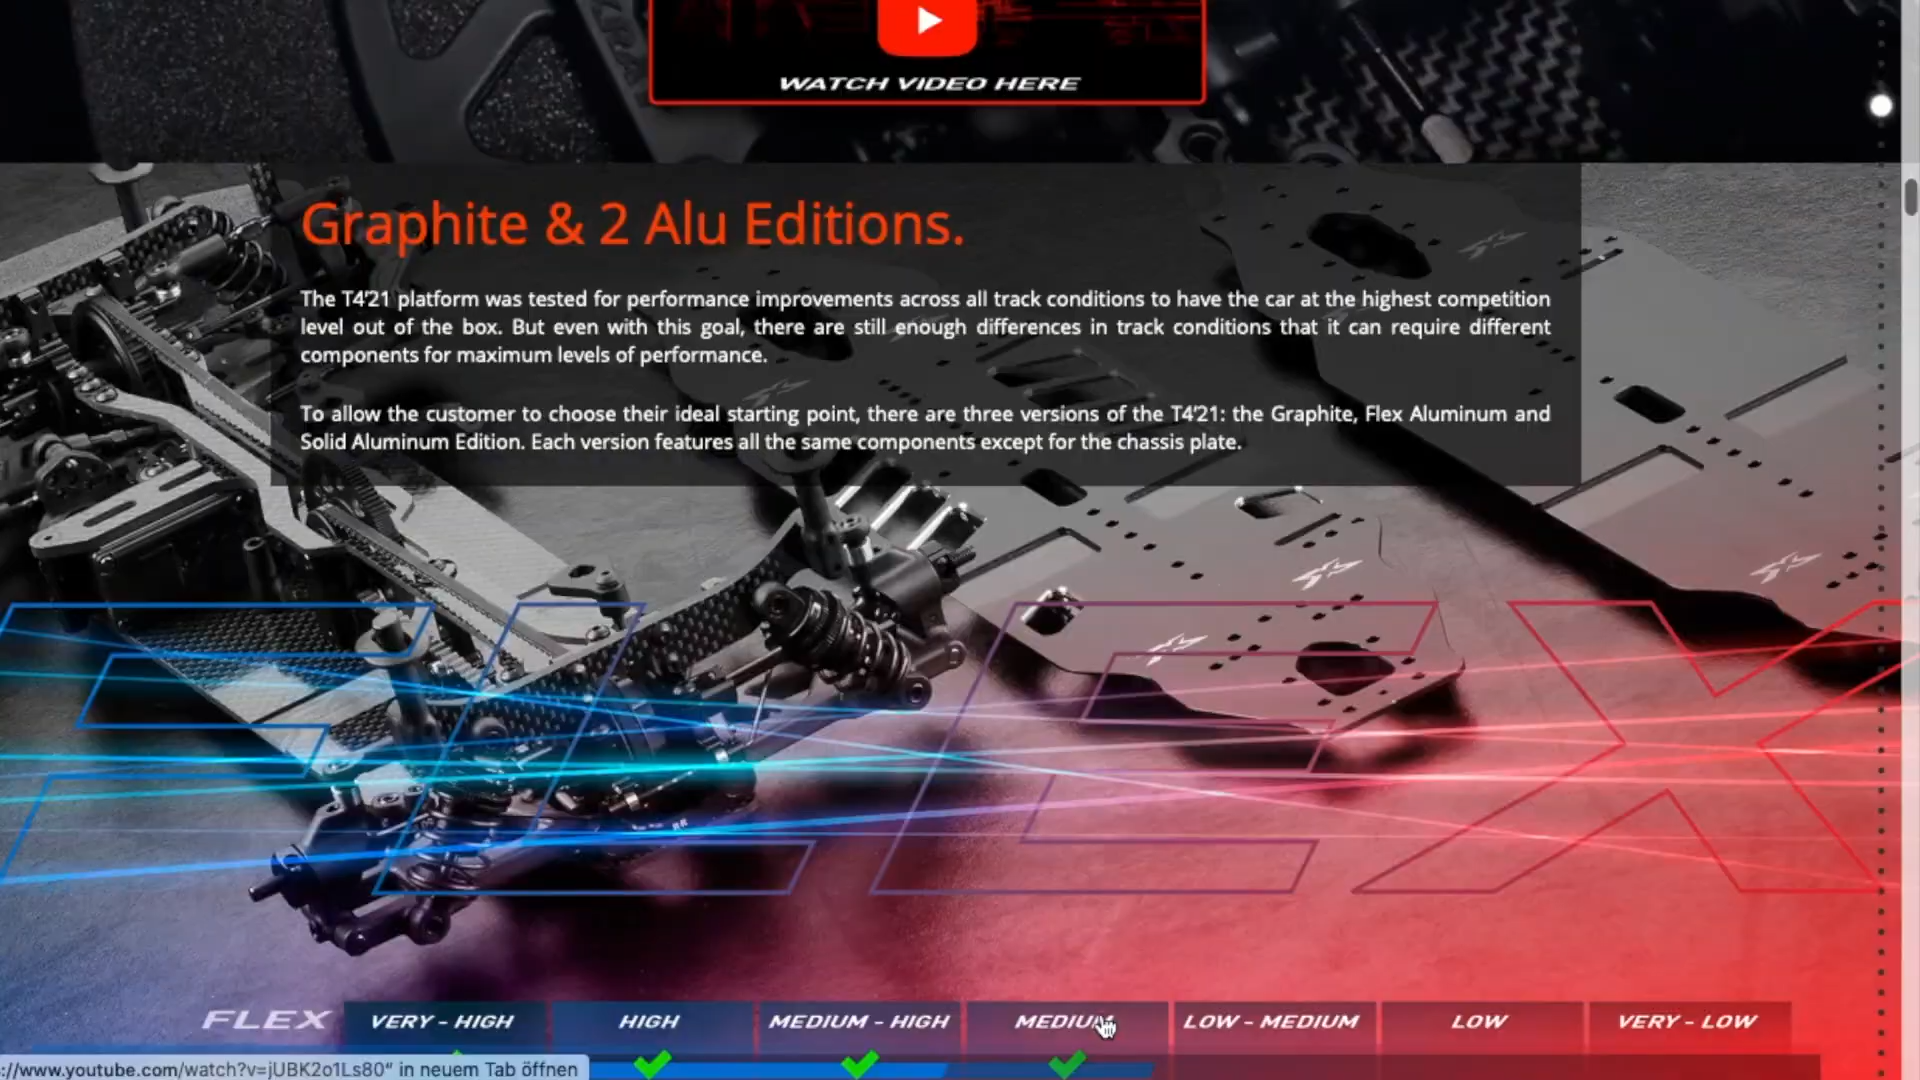 WATCH VIDEO HERE
Graphite & 2 Alu Editions.
The T4'21 platform was tested for performance improvements across all track conditions to have the car at the highest competition
level out of the box. But even with this goal, there are still enough differences in track conditions that it can require different
components for maximum levels of performance.
To allow the customer to choose their ideal starting point, there are three versions of the T4'21: the Graphite, Flex Aluminum and
Solid Aluminum Edition. Each version features all the same components except for the chassis plate.
FLEX
FLEX VERY - HIGH HIGH MEDIUM - HIGH MEDIUM LOW - MEDIUM LOW VERY - LOW
://www.youtube.com/watch?v=jUBK2o1Ls80“ in neuem Tab öffnen